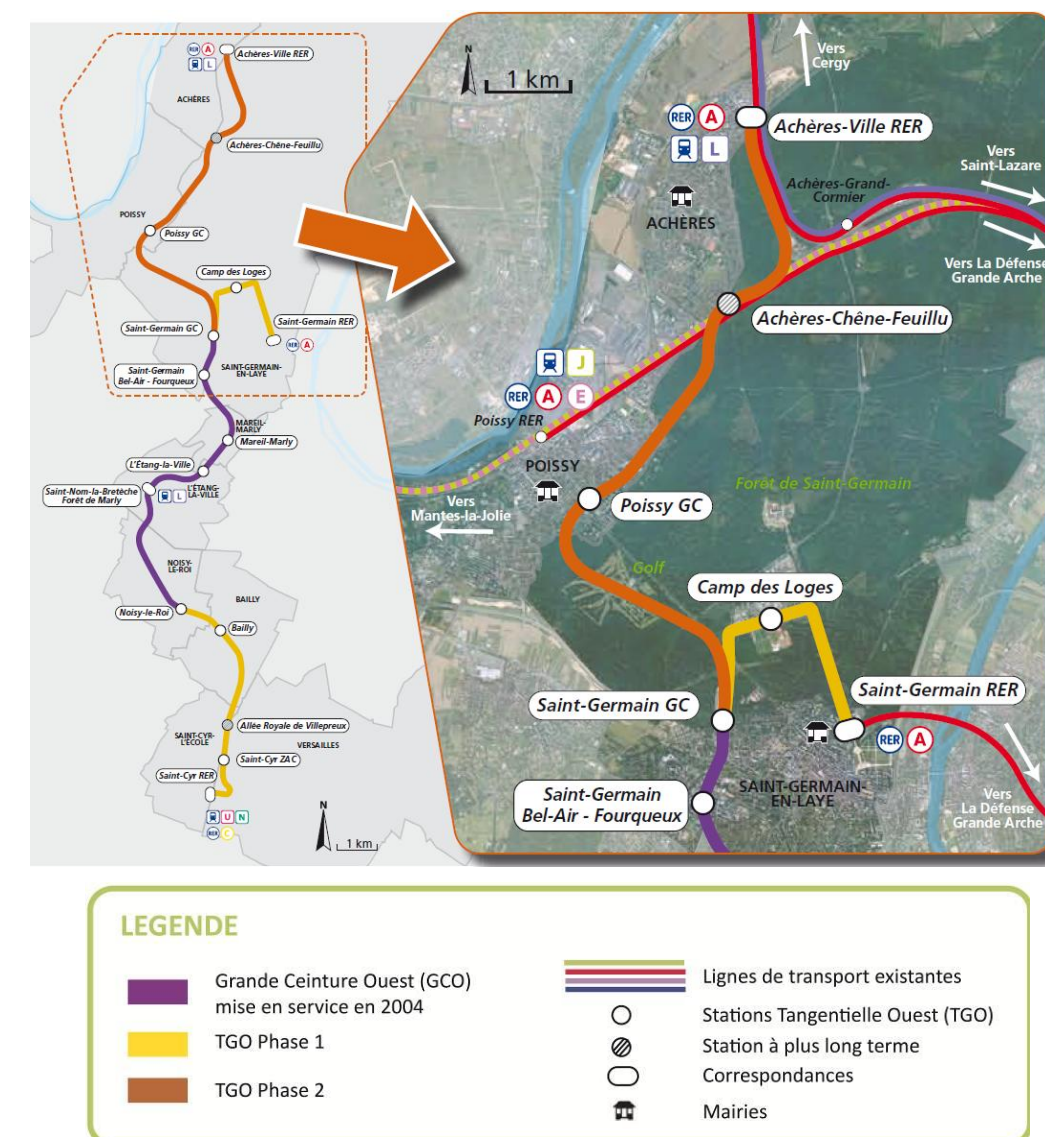 Achères-Ville RER
RER A
L
ACHÈRES
Achères-Chêne-Feuillu
POISSY
Poissy GC
Camp des Loges
Saint-Germain RER
RER A
Saint-Germain GC
Saint-Germain
Bel-Air - Fourqueux
SAINT-GERMAIN-
EN-LAYE
MAREIL-
MARLY
Mareil-Marly
L'Étang-la-Ville
L'ÉTANG-
LA-VILLE
Saint-Nom-la-Bretèche
Forêt de Marly
L
NOISY-
LE-ROI
BAILLY
Noisy-le-Roi
Bailly
Allée Royale de Villepreux
SAINT-CYR-
L'ÉCOLE
VERSAILLES
Saint-Cyr ZAC
Saint-Cyr RER
U N
RER C
N
1 km
N
1 km
Vers
Cergy
RER A
L
Achères-Ville RER
Vers
Saint-Lazare
Achères-Grand-
Cormier
ACHÈRES
Vers La Défense
Grande Arche
Achères-Chêne-Feuillu
J
RER A E
Poissy RER
POISSY
Forêt de Saint-Germain
Poissy GC
Vers
Mantes-la-Jolie
Golf
Camp des Loges
Saint-Germain RER
Saint-Germain GC
RER A
SAINT-GERMAIN-
EN-LAYE
Saint-Germain
Bel-Air - Fourqueux
Vers
La Défense
Grande Arche
LEGENDE
Grande Ceinture Ouest (GCO)
mise en service en 2004
TGO Phase 1
TGO Phase 2
Lignes de transport existantes
Stations Tangentielle Ouest (TGO)
Station à plus long terme
Correspondances
Mairies